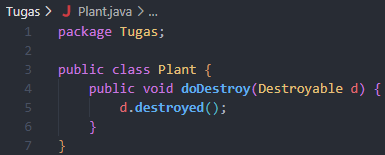 Tugas > J Plant.java > ...
1 package Tugas;
2
3 public class Plant {
4     public void doDestroy(Destroyable d) {
5         d.destroyed();
6     }
7 }